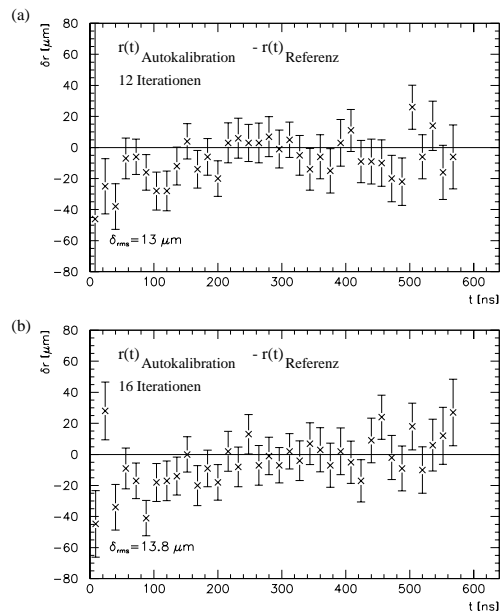 (a)
δr [μm]
80
60
40
20
0
−20
−40
−60
−80
r(t) Autokalibration - r(t) Referenz
12 Iterationen
δrms=13 μm
0 100 200 300 400 500 600
t [ns]
(b)
δr [μm]
80
60
40
20
0
−20
−40
−60
−80
r(t) Autokalibration - r(t) Referenz
16 Iterationen
δrms=13.8 μm
0 100 200 300 400 500 600
t [ns]